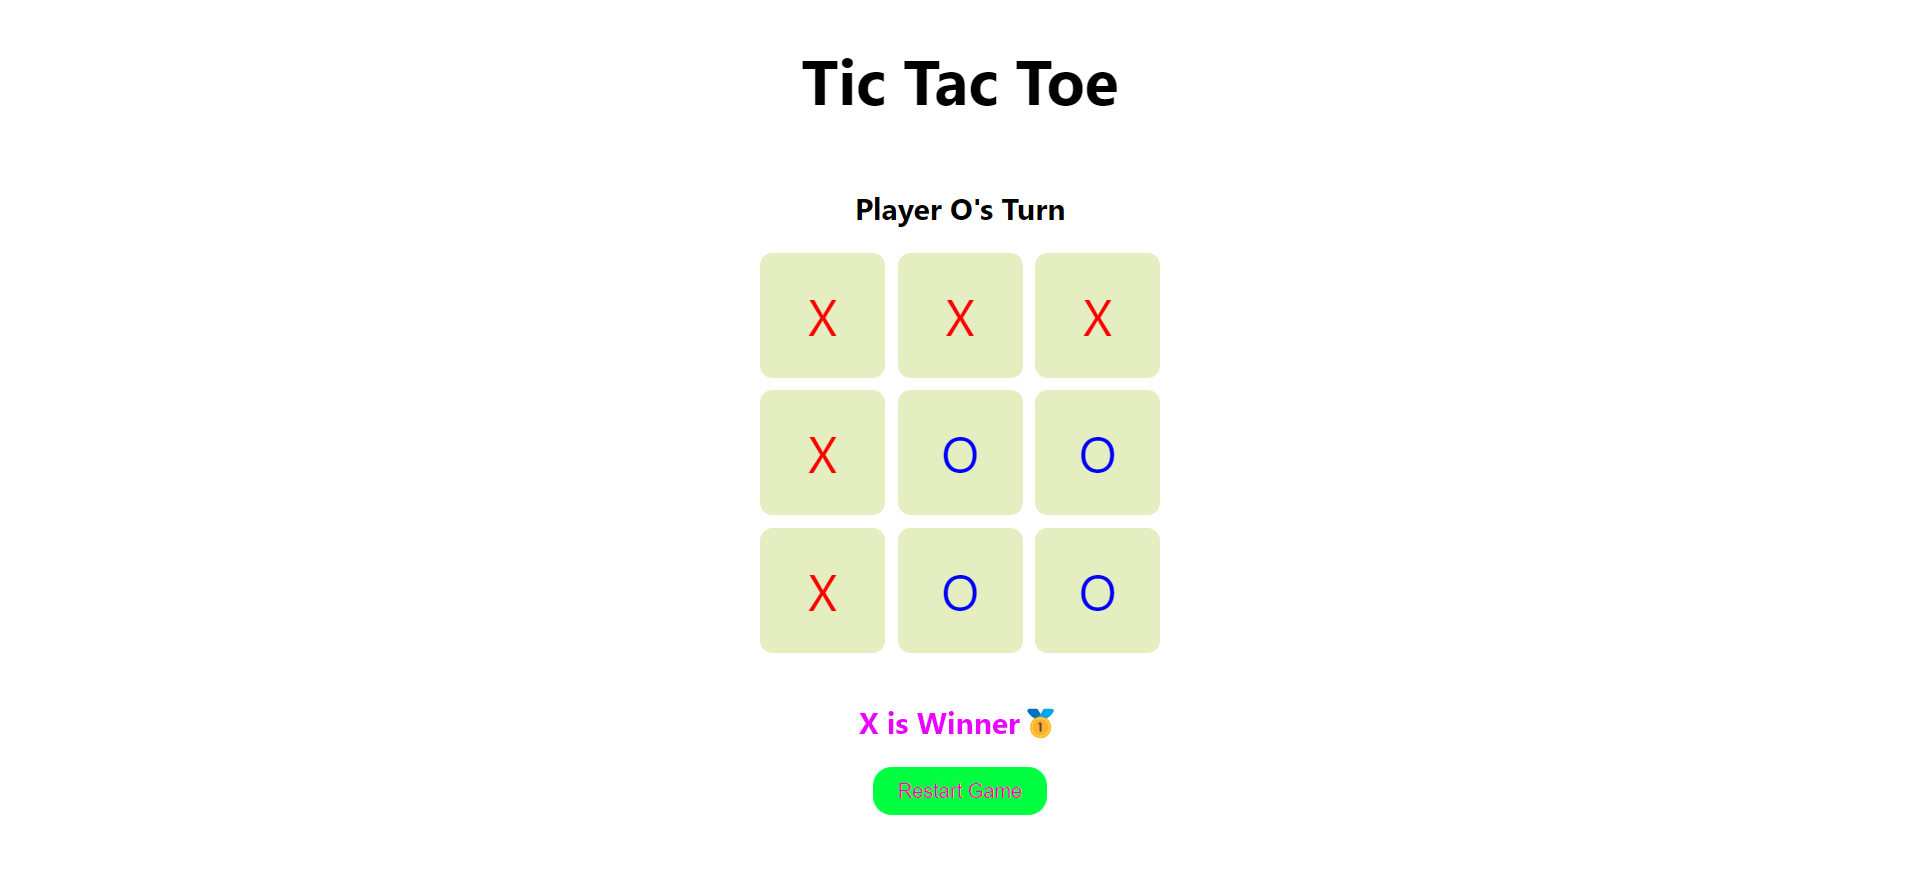 Tic Tac Toe
Player O's Turn
X X X
X O O
X O O
X is Winner🥇
Restart Game